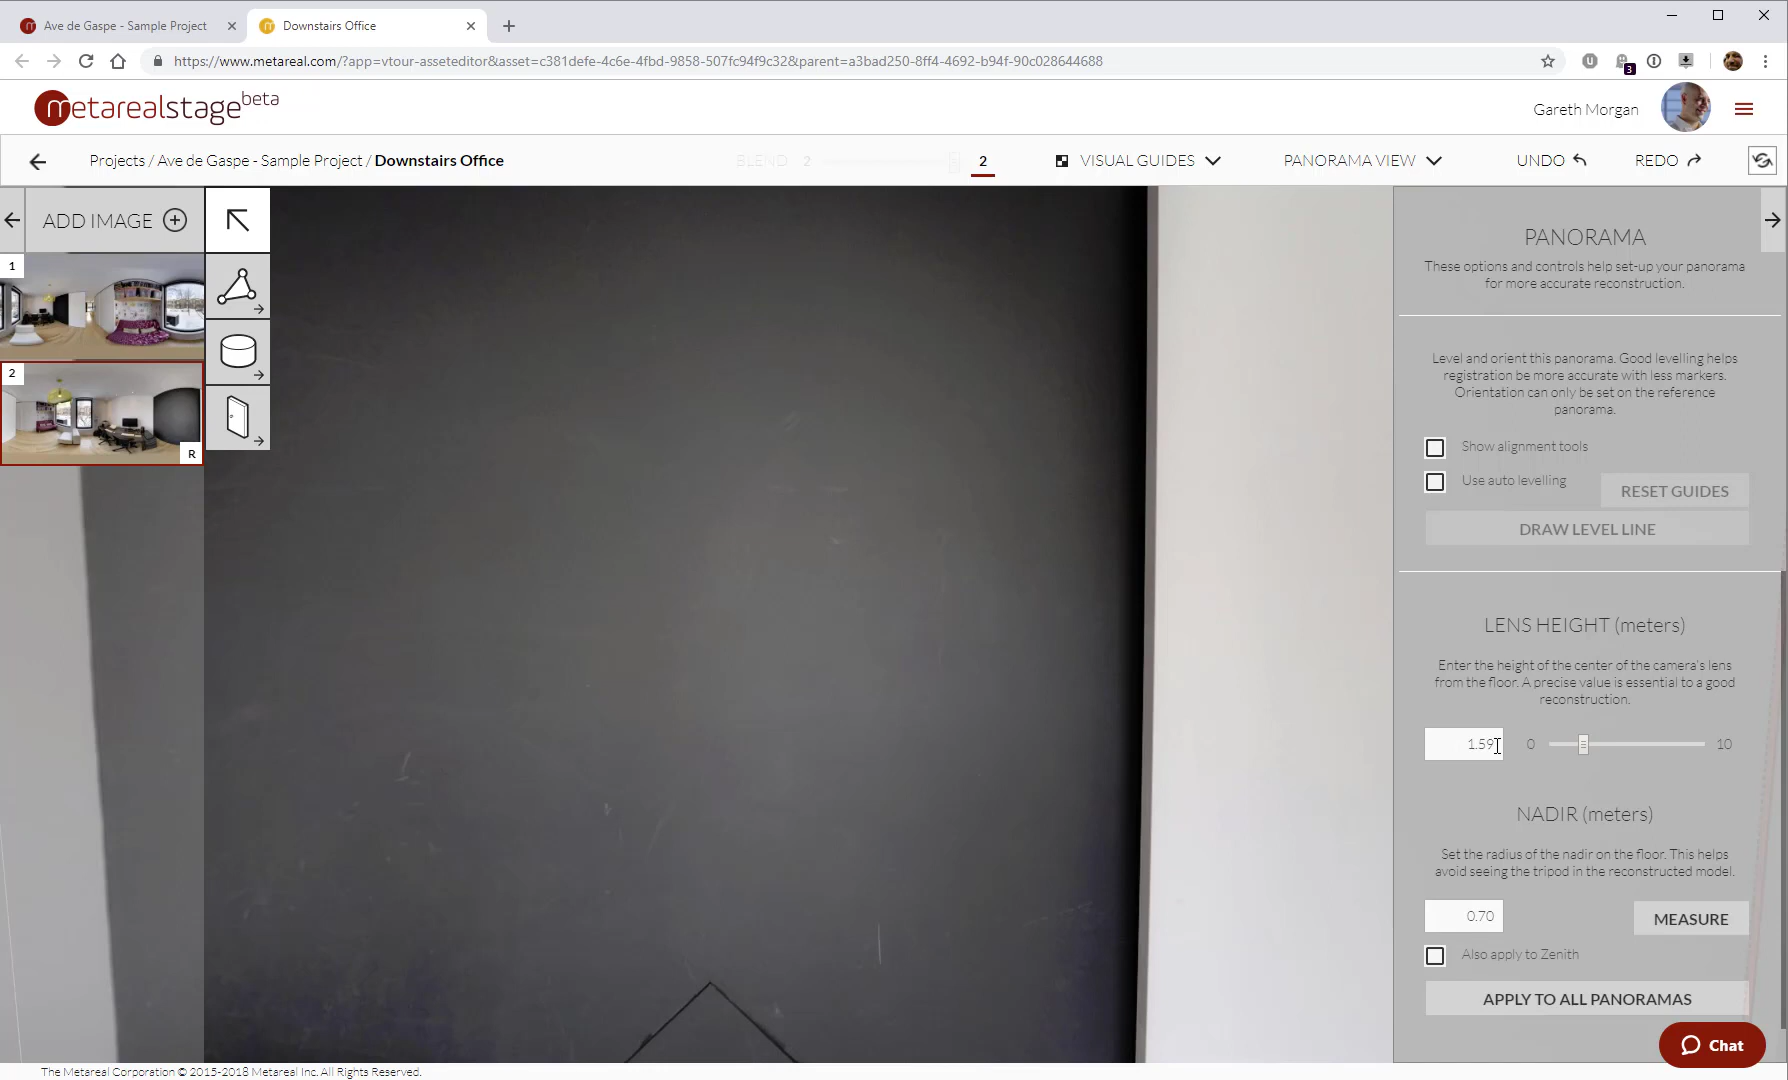 Ave de Gaspe - Sample Project
Downstairs Office
https://www.metareal.com/?app=vtour-asseteditor&asset=c381defe-4c6e-4fbd-9858-507fc94f9c32&parent=a3bad250-8ff4-4692-b94f-90c028644688
3
metarealstage beta
Gareth Morgan
Projects / Ave de Gaspe - Sample Project / Downstairs Office
BLEND 2
2
VISUAL GUIDES
PANORAMA VIEW
UNDO
REDO
ADD IMAGE
1
2
R
PANORAMA
These options and controls help set-up your panorama
for more accurate reconstruction.
Level and orient this panorama. Good levelling helps
registration be more accurate with less markers.
Orientation can only be set on the reference
panorama.
Show alignment tools
Use auto levelling
RESET GUIDES
DRAW LEVEL LINE
LENS HEIGHT (meters)
Enter the height of the center of the camera's lens
from the floor. A precise value is essential to a good
reconstruction.
1.59
0
10
NADIR (meters)
Set the radius of the nadir on the floor. This helps
avoid seeing the tripod in the reconstructed model.
0.70
MEASURE
Also apply to Zenith
APPLY TO ALL PANORAMAS
Chat
The Metareal Corporation © 2015-2018 Metareal Inc. All Rights Reserved.